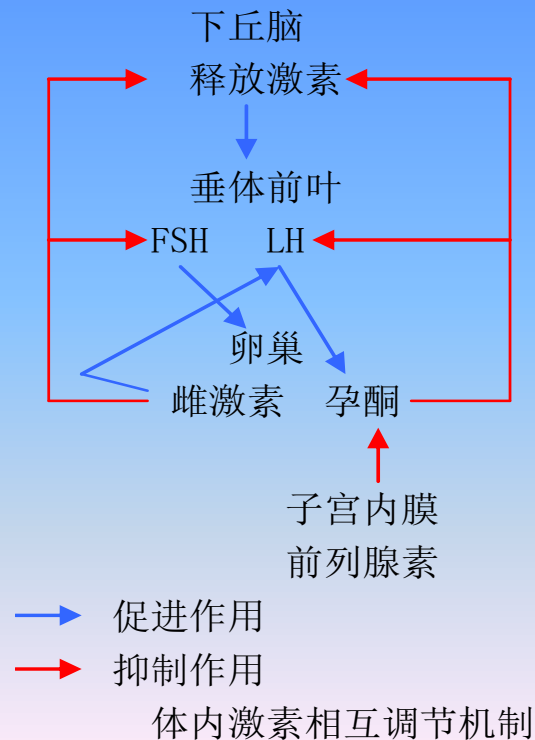 下丘脑
释放激素
垂体前叶
FSH LH
卵巢
雌激素 孕酮
子宫内膜
前列腺素
促进作用
抑制作用
体内激素相互调节机制